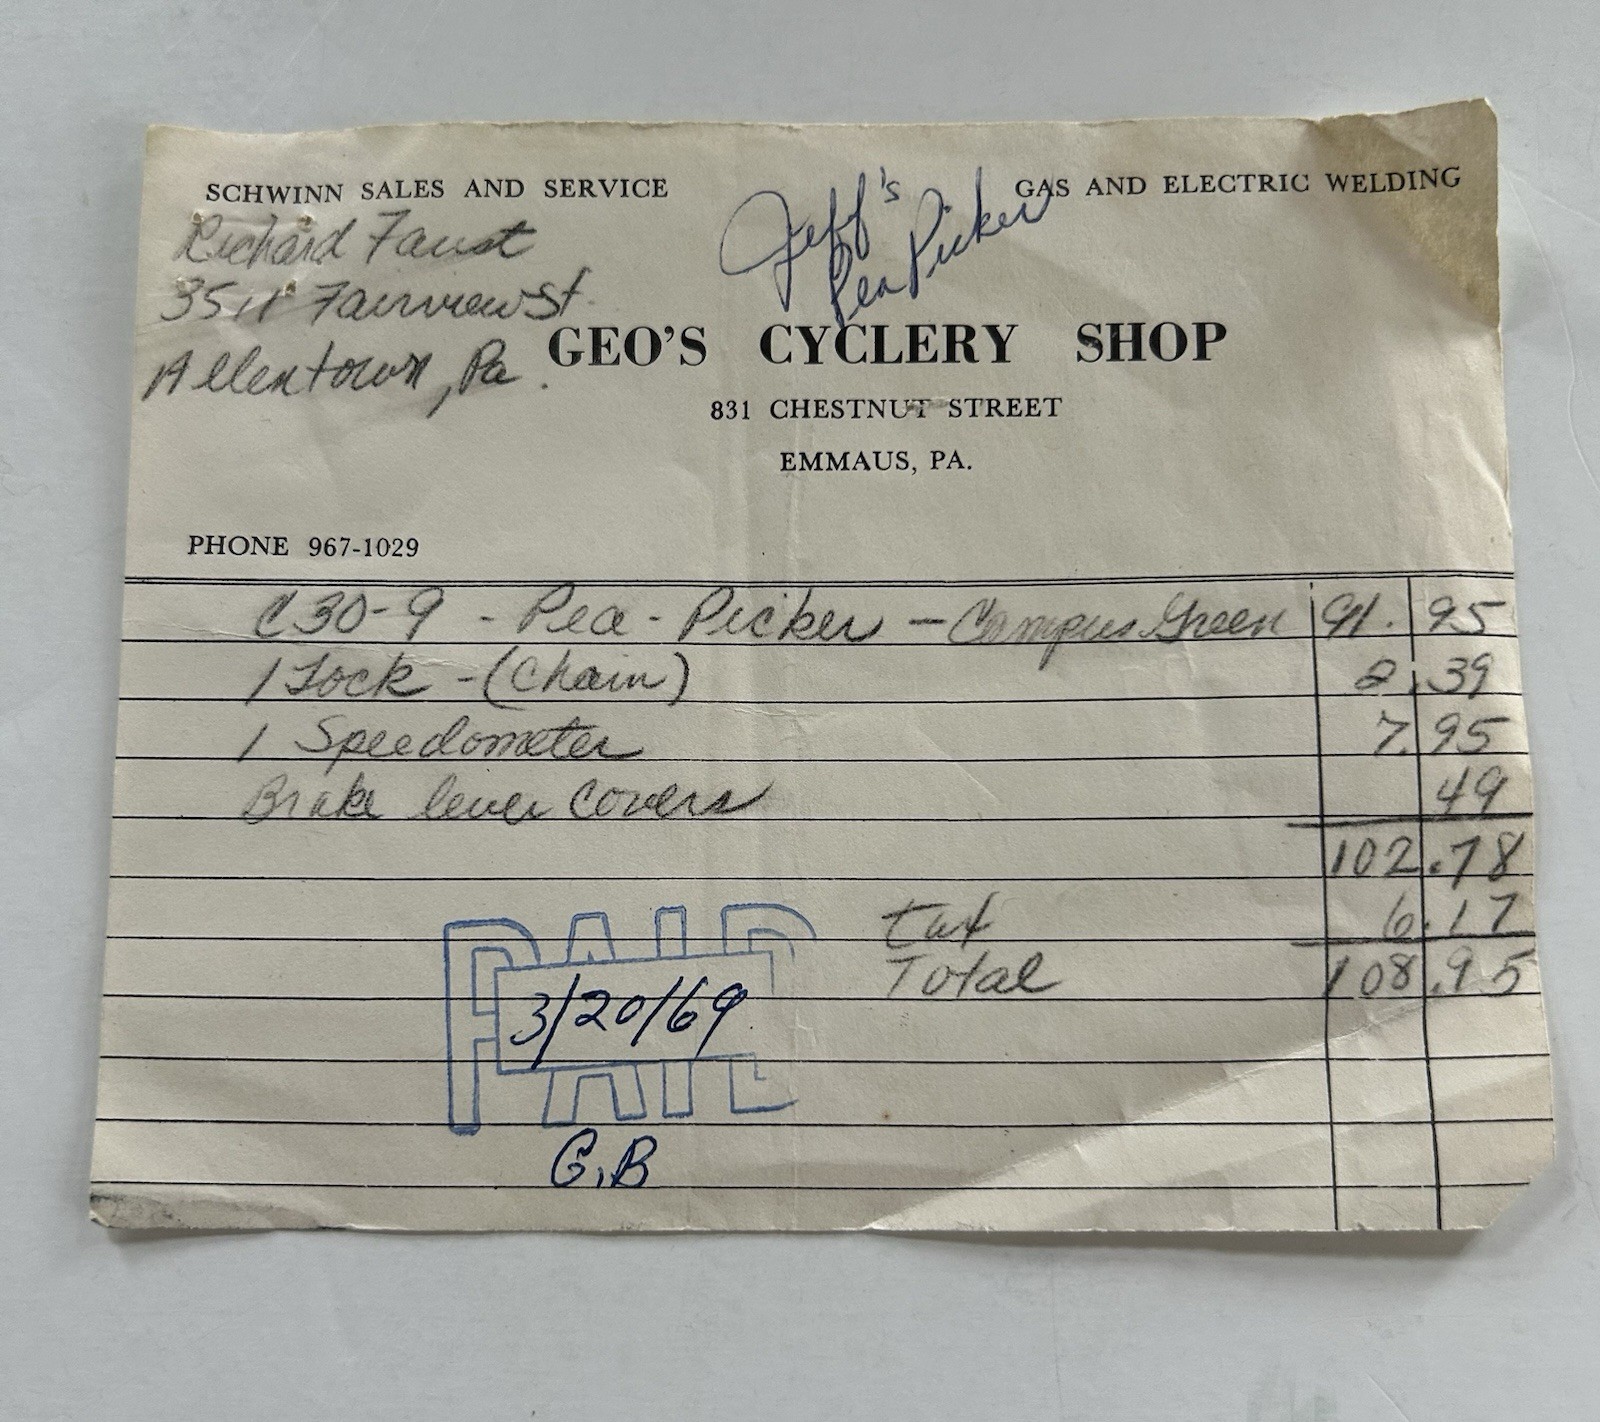 SCHWINN SALES AND SERVICE
GAS AND ELECTRIC WELDING
Jeff's
Pea Picker
Richard Faust
3511 Fairview St.
Allentown, Pa.
GEO'S CYCLERY SHOP
831 CHESTNUT STREET
EMMAUS, PA.
PHONE 967-1029
C30-9 - Pea-Picker - Campus Green 91.95
1 Lock - (Chain) 2.39
1 Speedometer 7.95
Brake lever covers 49
102.78
tax 6.17
Total 108.95
PAID
3/20/69
G.B